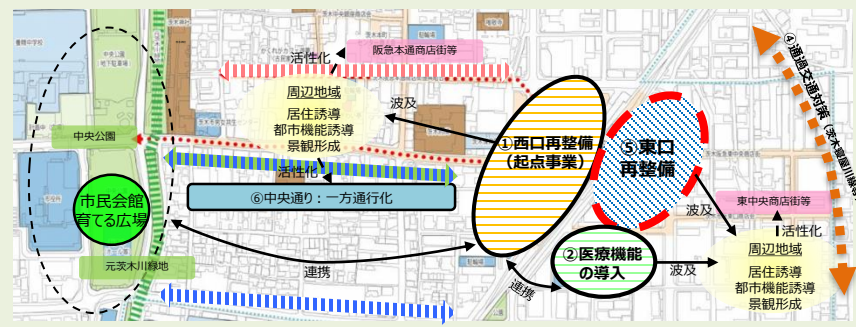 阪急本通商店街等
活性化
周辺地域
居住誘導
都市機能誘導
景観形成
波及
①西口再整備
（起点事業）
⑤東口
再整備
④通過交通対策
中央公園
活性化
⑥中央通り：一方通行化
市民会館
育てる広場
元茨木川緑地
連携
連携
②医療機能
の導入
波及
波及
東中央商店街等
活性化
周辺地域
居住誘導
都市機能誘導
景観形成
駐輪場
市役所